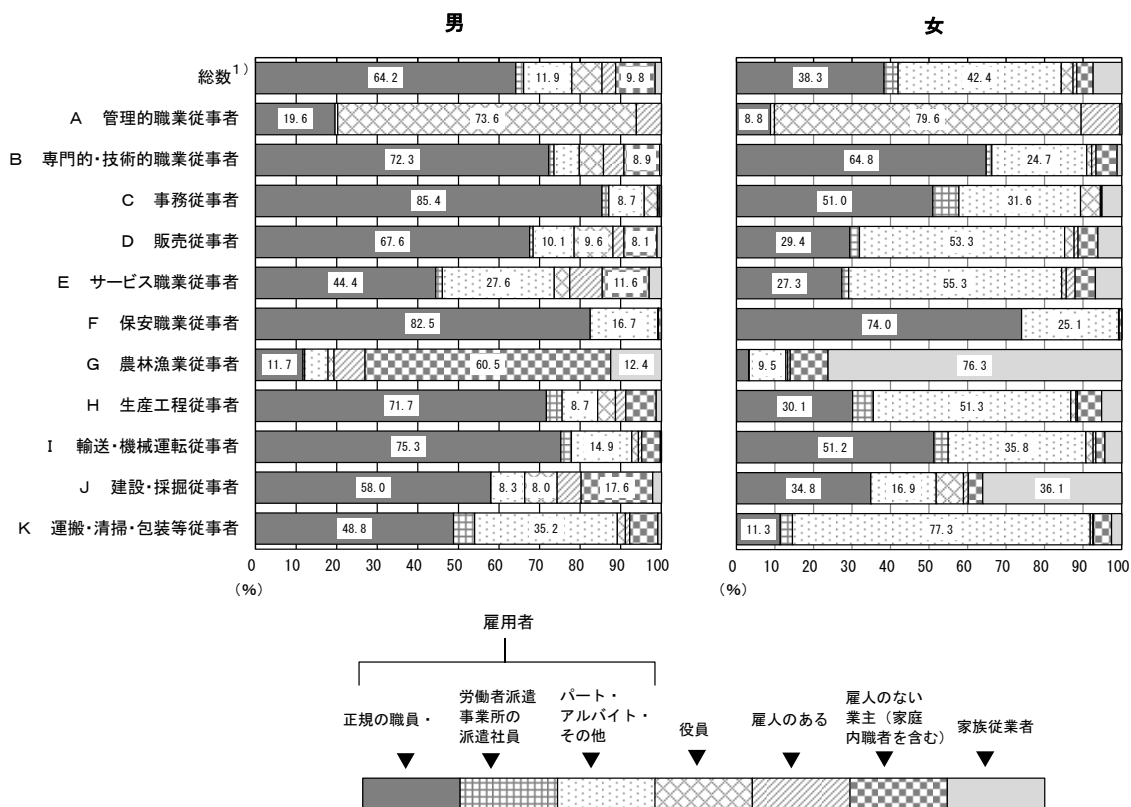 男 女
総数1) 64.2 11.9 9.8 38.3 42.4
A 管理的職業従事者 19.6 73.6 8.8 79.6
B 専門的・技術的職業従事者 72.3 8.9 64.8 24.7
C 事務従事者 85.4 8.7 51.0 31.6
D 販売従事者 67.6 10.1 9.6 8.1 29.4 53.3
E サービス職業従事者 44.4 27.6 11.6 27.3 55.3
F 保安職業従事者 82.5 16.7 74.0 25.1
G 農林漁業従事者 11.7 60.5 12.4 9.5 76.3
H 生産工程従事者 71.7 8.7 30.1 51.3
I 輸送・機械運転従事者 75.3 14.9 51.2 35.8
J 建設・採掘従事者 58.0 8.3 8.0 17.6 34.8 16.9 36.1
K 運搬・清掃・包装等従事者 48.8 35.2 11.3 77.3
0 10 20 30 40 50 60 70 80 90 100 0 10 20 30 40 50 60 70 80 90 100
(%) (%)
雇用者
正規の職員・
労働者派遣
事業所の
派遣社員
パート・
アルバイト・
その他
役員
雇人のある
雇人のない
業主（家庭
内職者を含む）
家族従業者